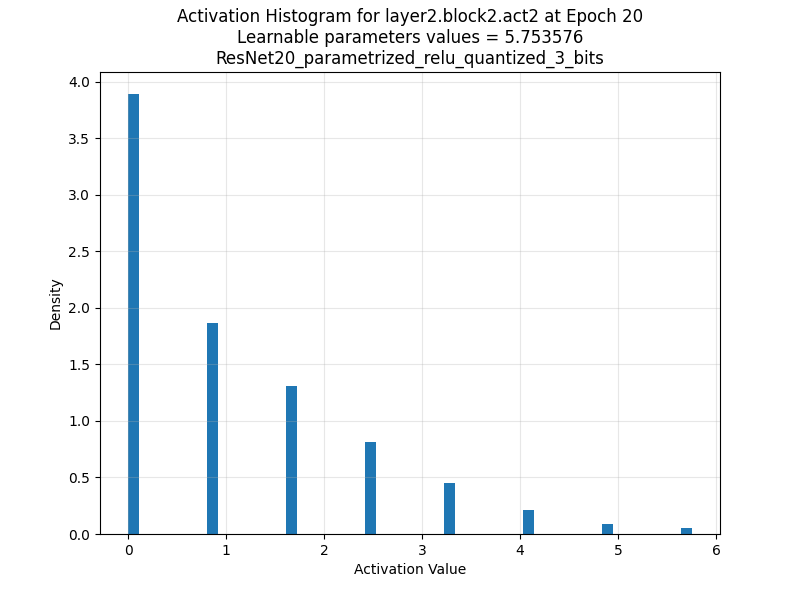 Activation Histogram for layer2.block2.act2 at Epoch 20
Learnable parameters values = 5.753576
ResNet20_parametrized_relu_quantized_3_bits
4.0
3.5
3.0
2.5
2.0
1.5
1.0
0.5
0.0
Density
0 1 2 3 4 5 6
Activation Value